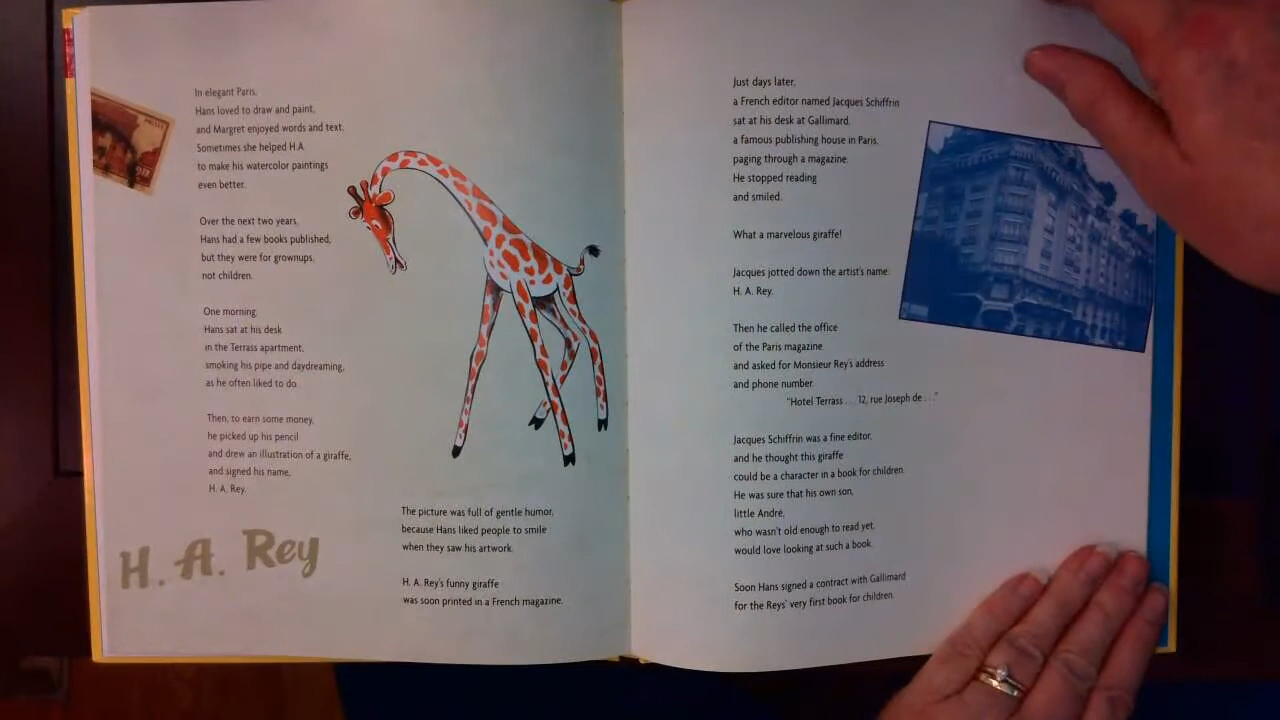 In elegant Paris,
Hans loved to draw and paint,
and Margret enjoyed words and text.
Sometimes she helped H.A.
to make his watercolor paintings
even better.
Over the next two years,
Hans had a few books published,
but they were for grownups,
not children.
One morning,
Hans sat at his desk
in the Terrass apartment,
smoking his pipe and daydreaming,
as he often liked to do.
Then, to earn some money,
he picked up his pencil
and drew an illustration of a giraffe,
and signed his name,
H. A. Rey.
H. A. Rey
The picture was full of gentle humor,
because Hans liked people to smile
when they saw his artwork.
H. A. Rey's funny giraffe
was soon printed in a French magazine.
Just days later,
a French editor named Jacques Schiffrin
sat at his desk at Gallimard,
a famous publishing house in Paris,
paging through a magazine.
He stopped reading
and smiled.
What a marvelous giraffe!
Jacques jotted down the artist's name:
H. A. Rey.
Then he called the office
of the Paris magazine
and asked for Monsieur Rey's address
and phone number.
"Hotel Terrass . . . 12, rue Joseph de . . ."
Jacques Schiffrin was a fine editor,
and he thought this giraffe
could be a character in a book for children.
He was sure that his own son,
little André,
who wasn't old enough to read yet,
would love looking at such a book.
Soon Hans signed a contract with Gallimard
for the Reys' very first book for children.